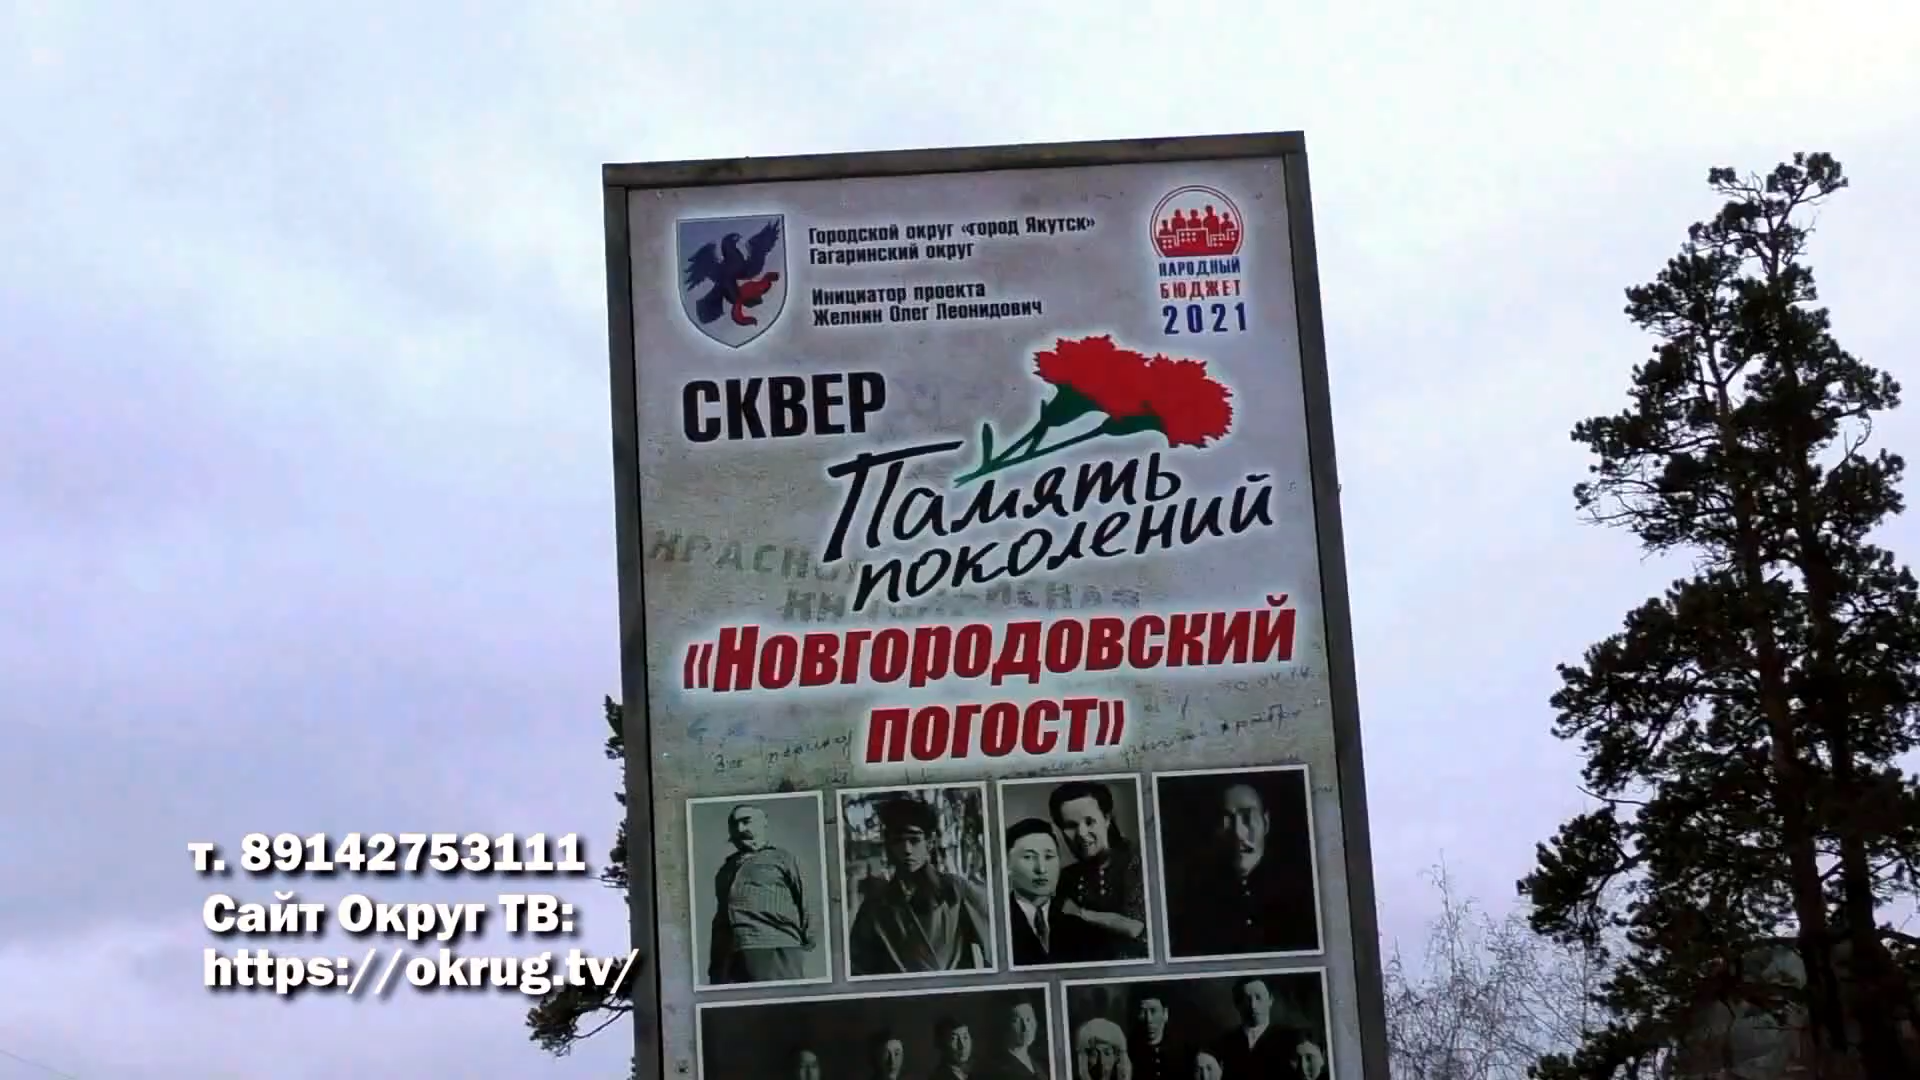 Городской округ «город Якутск»
Гагаринский округ
Инициатор проекта
Желнин Олег Леонидович
НАРОДНЫЙ
БЮДЖЕТ
2021
СКВЕР
Память
поколений
«Новгородовский
погост»
т. 89142753111
Сайт Округ ТВ:
https://okrug.tv/